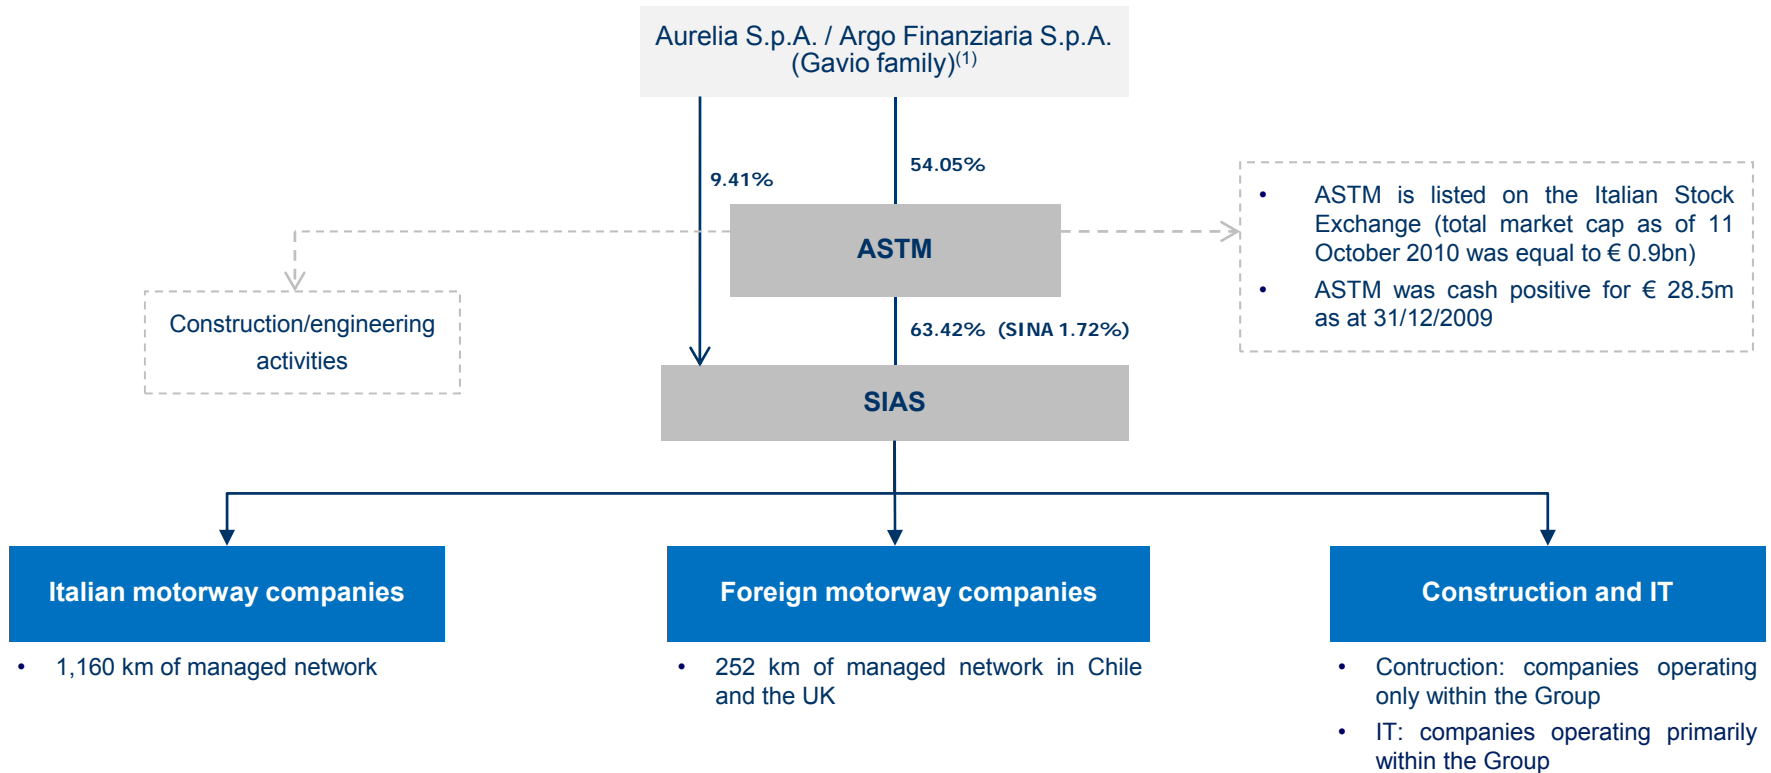 Aurelia S.p.A. / Argo Finanziaria S.p.A.
(Gavio family)(1)
9.41%
54.05%
ASTM
• ASTM is listed on the Italian Stock
Exchange (total market cap as of 11
October 2010 was equal to € 0.9bn)
• ASTM was cash positive for € 28.5m
as at 31/12/2009
Construction/engineering
activities
63.42% (SINA 1.72%)
SIAS
Italian motorway companies
• 1,160 km of managed network
Foreign motorway companies
• 252 km of managed network in Chile
and the UK
Construction and IT
• Contruction: companies operating
only within the Group
• IT: companies operating primarily
within the Group